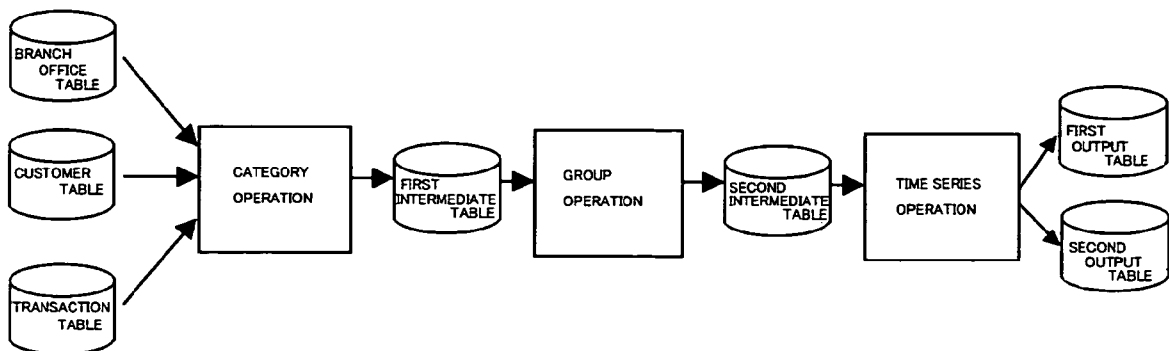 BRANCH
OFFICE
TABLE
CUSTOMER
TABLE
TRANSACTION
TABLE
CATEGORY
OPERATION
FIRST
INTERMEDIATE
TABLE
GROUP
OPERATION
SECOND
INTERMEDIATE
TABLE
TIME SERIES
OPERATION
FIRST
OUTPUT
TABLE
SECOND
OUTPUT
TABLE